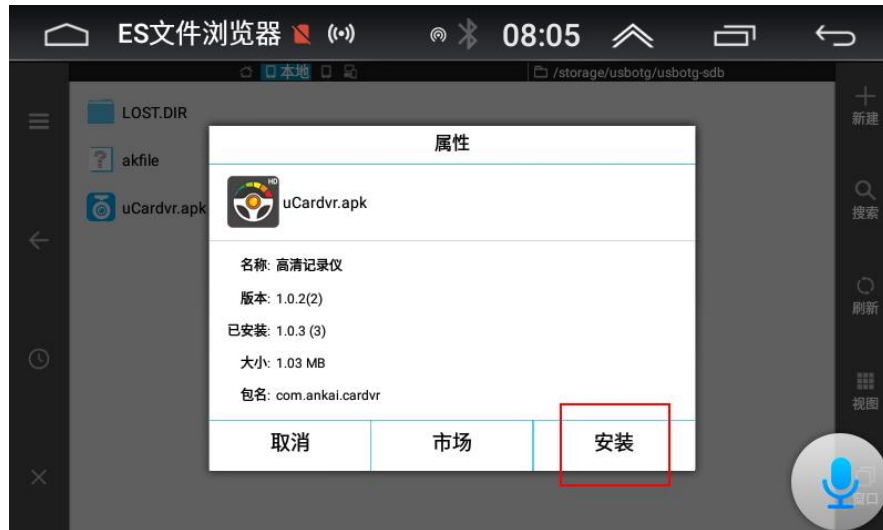 ES文件浏览器
08:05
本地
/storage/usbotg/usbotg-sdb
LOST.DIR
akfile
uCardvr.apk
新建
搜索
刷新
视图
窗口
属性
HD
uCardvr.apk
名称: 高清记录仪
版本: 1.0.2(2)
已安装: 1.0.3 (3)
大小: 1.03 MB
包名: com.ankai.cardvr
取消
市场
安装